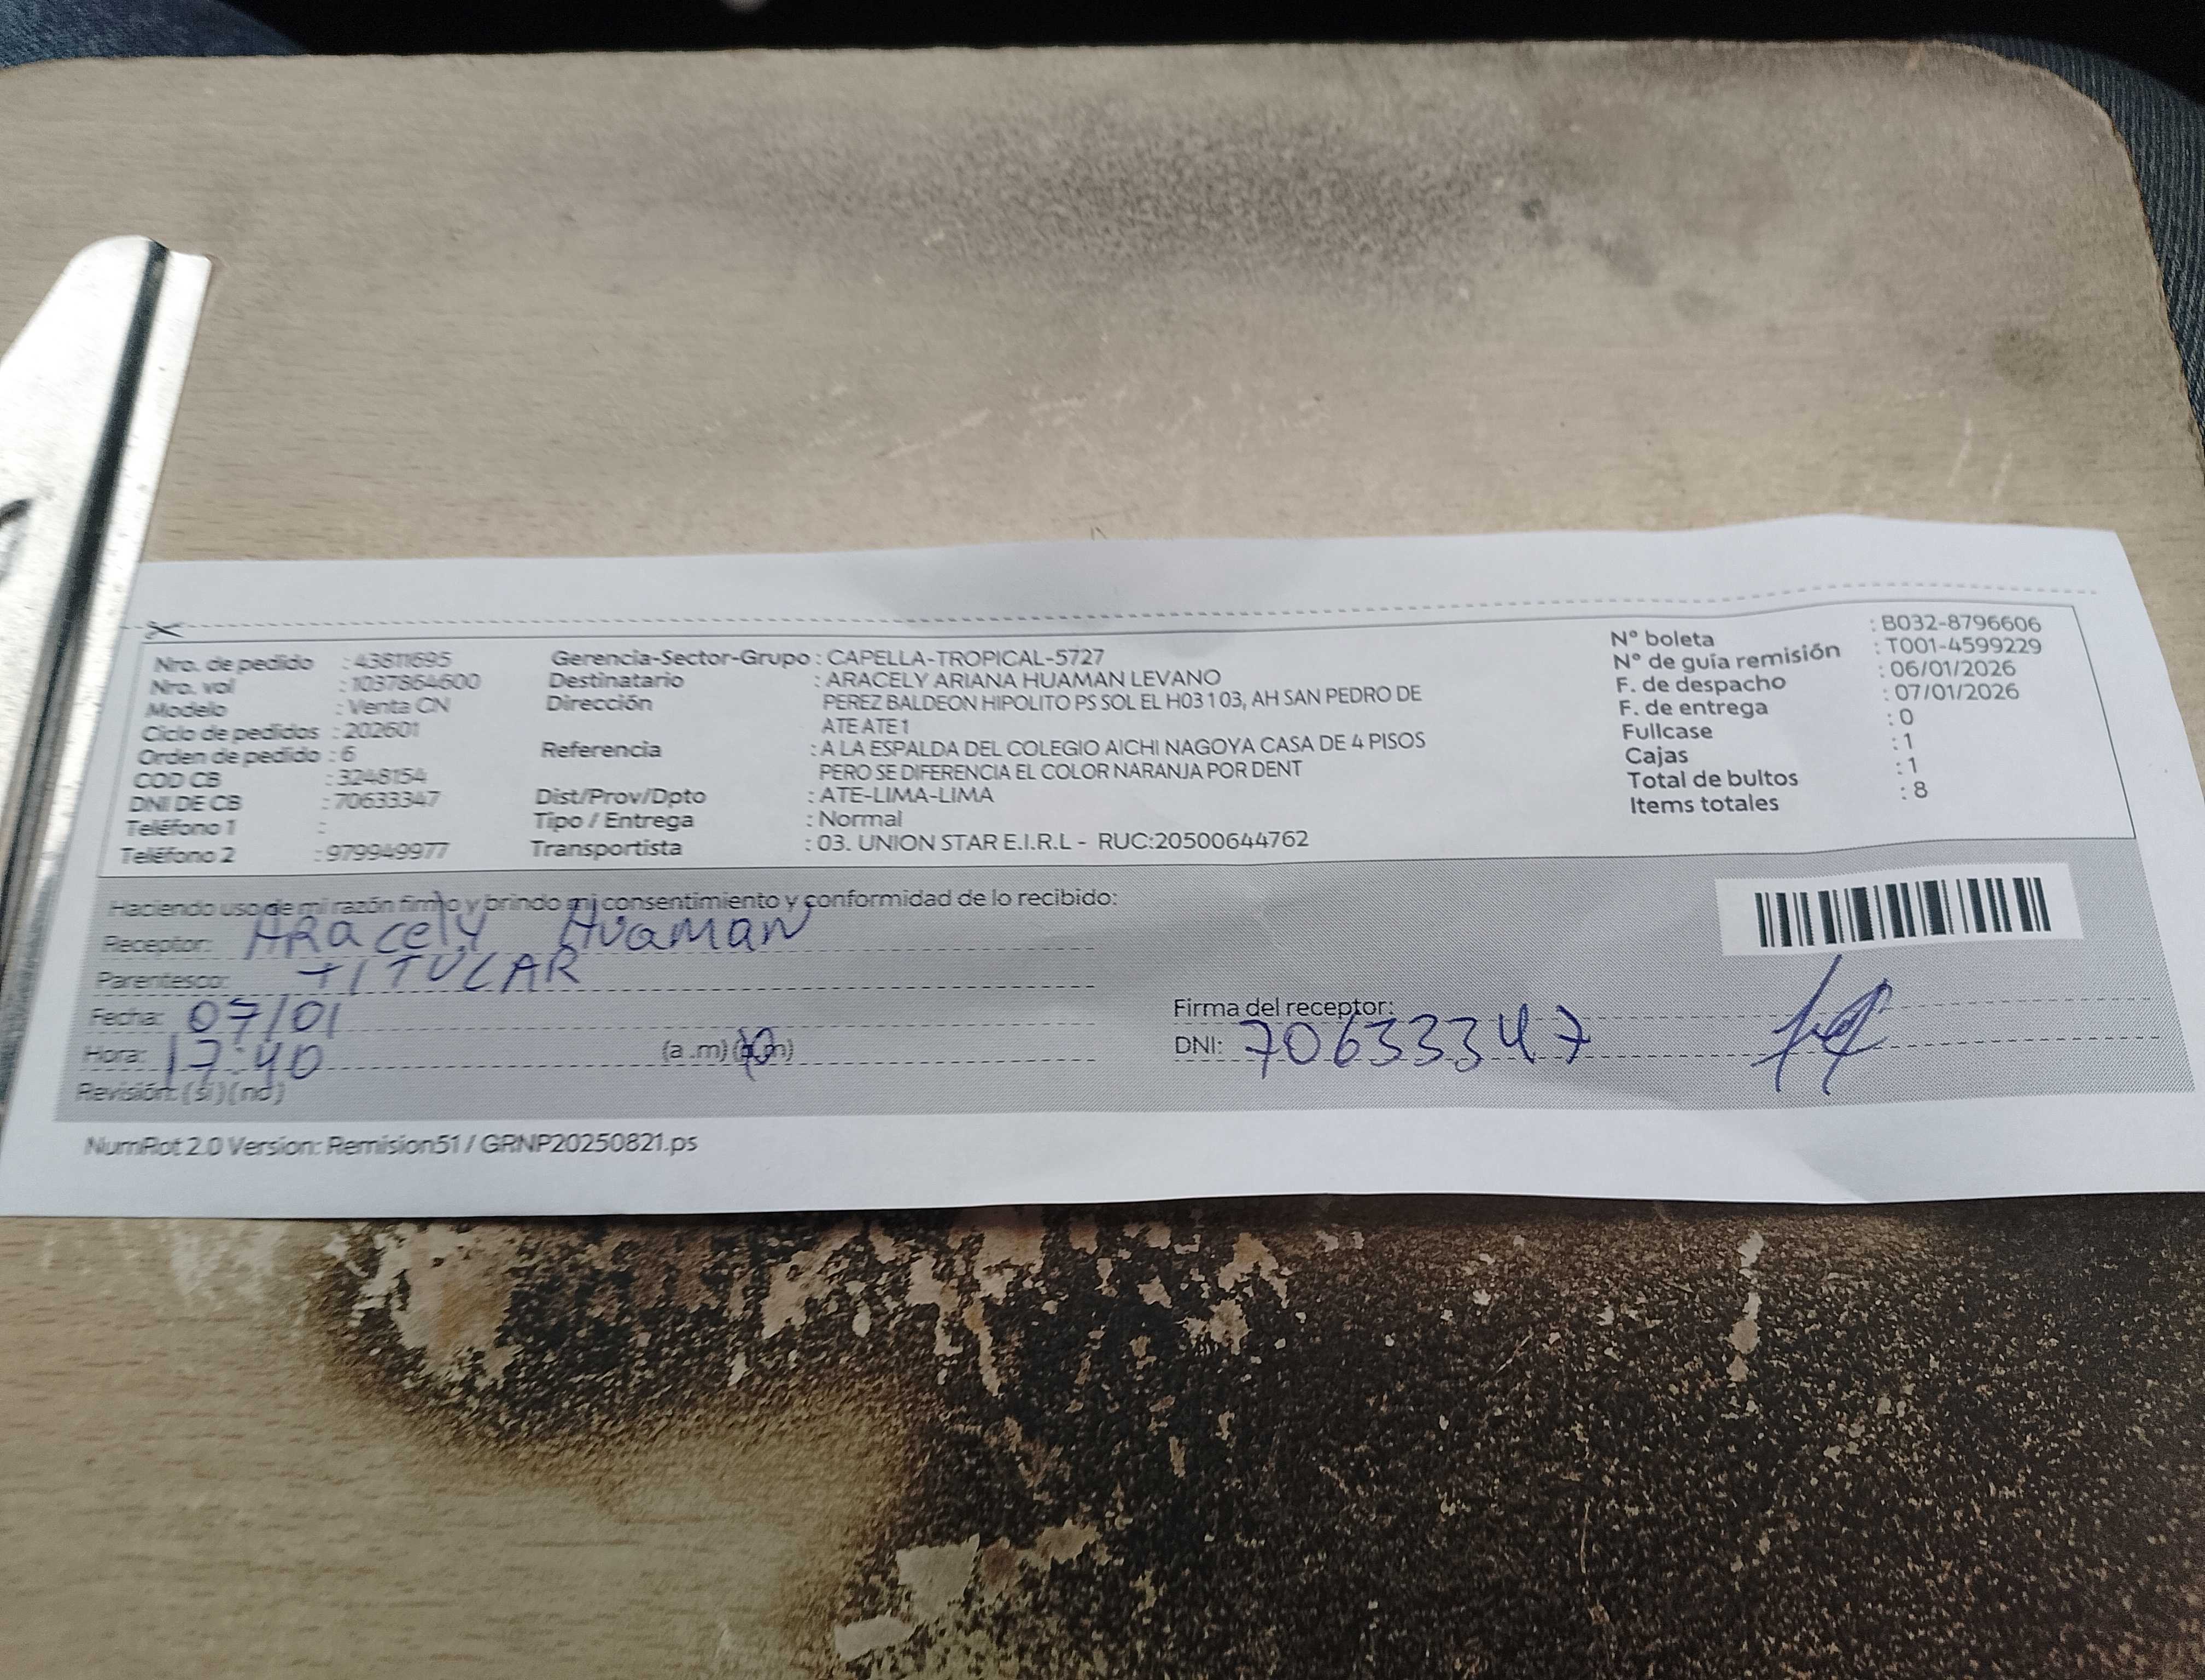 Nro. de pedido : 43811695
Nro. vol : 1037864600
Modelo : Venta CN
Ciclo de pedidos : 202601
Orden de pedido : 6
COD CB : 3248154
DNI DE CB : 70633347
Teléfono 1 :
Teléfono 2 : 979949977
Gerencia-Sector-Grupo : CAPELLA-TROPICAL-5727
Destinatario : ARACELY ARIANA HUAMAN LEVANO
Dirección PEREZ BALDEON HIPOLITO PS SOL EL H03 1 03, AH SAN PEDRO DE
ATE ATE 1
Referencia : A LA ESPALDA DEL COLEGIO AICHI NAGOYA CASA DE 4 PISOS
PERO SE DIFERENCIA EL COLOR NARANJA POR DENT
Dist/Prov/Dpto : ATE-LIMA-LIMA
Tipo / Entrega : Normal
Transportista : 03. UNION STAR E.I.R.L - RUC:20500644762
N° boleta : B032-8796606
N° de guía remisión : T001-4599229
F. de despacho : 06/01/2026
F. de entrega : 07/01/2026
Fullcase : 0
Cajas : 1
Total de bultos : 1
Items totales : 8
Haciendo uso de mi razón firmo y brindo mi consentimiento y conformidad de lo recibido:
Receptor: ARacely HuamaN
Parentesco: TITULAR
Fecha: 07/01
Hora: 17:40 (a .m) (p.m)
Revisión: (si) (no)
Firma del receptor:
DNI: 70633347
NumRot 2.0 Version: Remision51 / GRNP20250821.ps